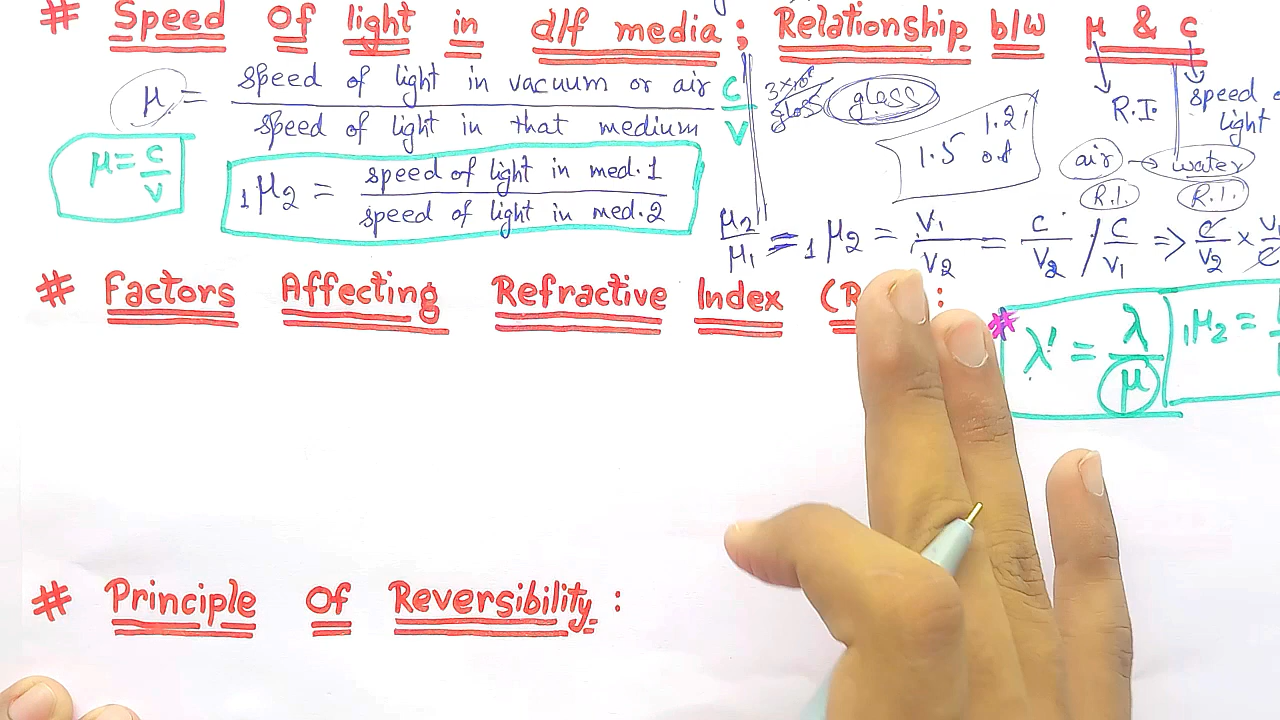 # Speed Of light in d/f media ; Relationship b/w μ & c
μ = speed of light in vacuum or air / speed of light in that medium c/v
μ = c/v
₁μ₂ = speed of light in med. 1 / speed of light in med. 2
glass
1.5 1.2
R.I. speed light
air → water
R.I. R.I.
μ₂/μ₁ = ₁μ₂ = v₁/v₂ = c/v₂ / c/v₁ ⇒ c/v₂ ×
# Factors Affecting Refractive Index (R :
# λ' = λ/μ ₁μ₂ =
# Principle Of Reversibility :